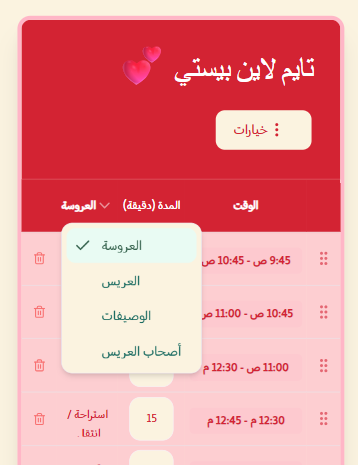 تايم لاين بيستي 💕
خيارات
الوقت
المدة (دقيقة)
العروسة
العروسة
العريس
الوصيفات
أصحاب العريس
9:45 ص - 10:45 ص
10:45 ص - 11:00 ص
11:00 ص - 12:30 م
12:30 م - 12:45 م
15
استراحة /
انتقا